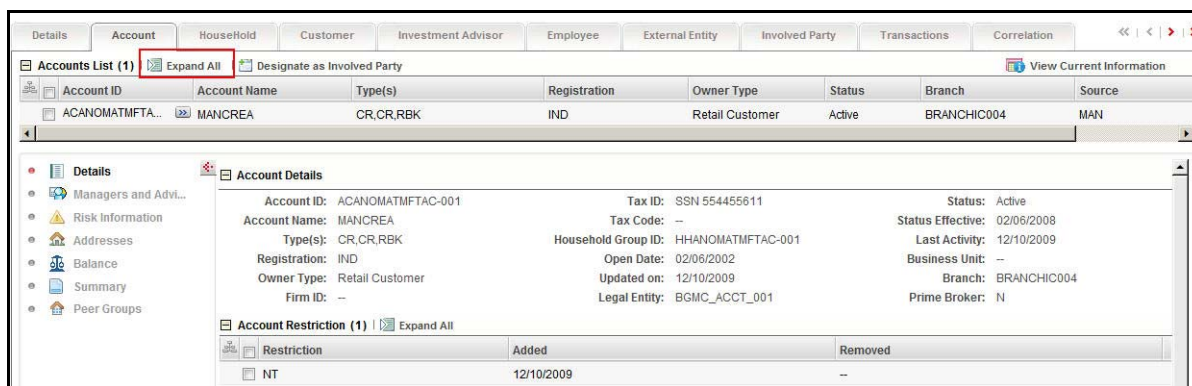 Details Account HouseHold Customer Investment Advisor Employee External Entity Involved Party Transactions Correlation
Accounts List (1) Expand All Designate as Involved Party View Current Information
Account ID Account Name Type(s) Registration Owner Type Status Branch Source
ACANOMATMFTA... MANCREA CR,CR,RBK IND Retail Customer Active BRANCHIC004 MAN
Details
Managers and Advi...
Risk Information
Addresses
Balance
Summary
Peer Groups
Account Details
Account ID: ACANOMATMFTAC-001 Tax ID: SSN 554455611 Status: Active
Account Name: MANCREA Tax Code: -- Status Effective: 02/06/2008
Type(s): CR,CR,RBK Household Group ID: HHANOMATMFTAC-001 Last Activity: 12/10/2009
Registration: IND Open Date: 02/06/2002 Business Unit: --
Owner Type: Retail Customer Updated on: 12/10/2009 Branch: BRANCHIC004
Firm ID: -- Legal Entity: BGMC_ACCT_001 Prime Broker: N
Account Restriction (1) | Expand All
Restriction Added Removed
NT 12/10/2009 --